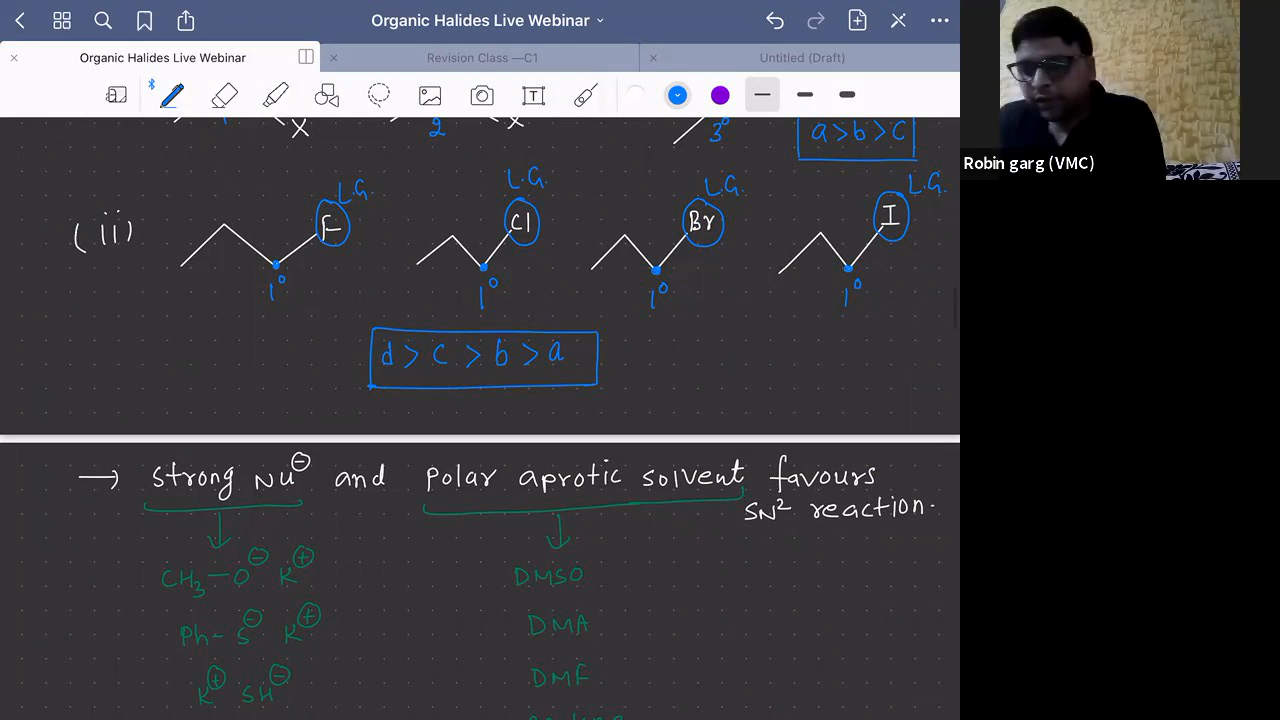 Organic Halides Live Webinar
Organic Halides Live Webinar
Revision Class —C1
Untitled (Draft)
X 2 X 3° a > b > c
Robin garg (VMC)
L.G. L.G. L.G. L.G.
(ii) F Cl Br I
1° 1° 1° 1°
d > c > b > a
→ strong Nu⊖ and polar aprotic solvent favours
SN² reaction.
CH₃—O⊖ K⊕ DMSO
Ph-S⊖ K⊕ DMA
K⊕ SH⊖ DMF